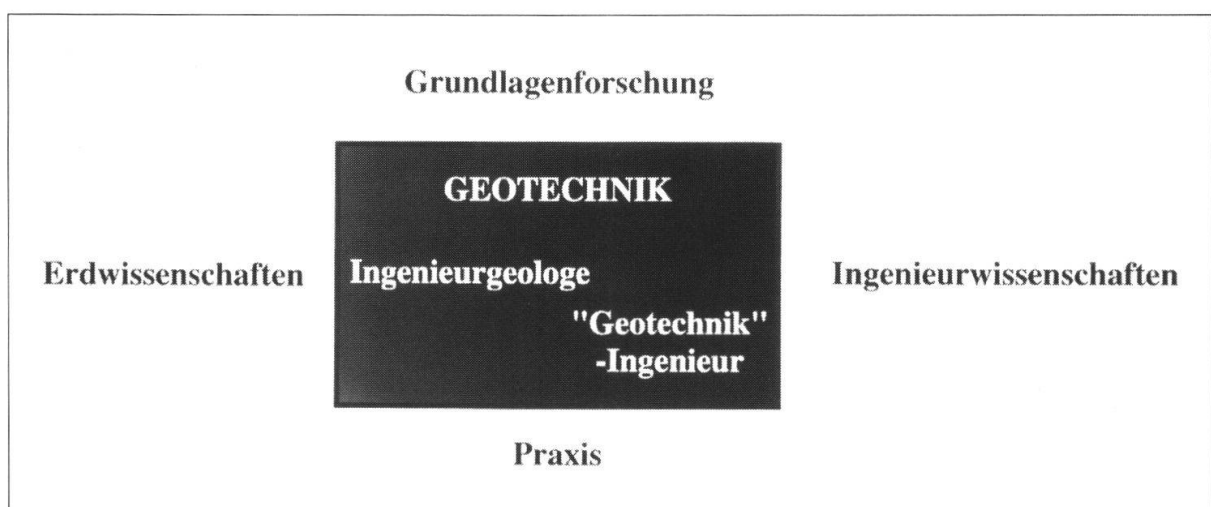 Grundlagenforschung
GEOTECHNIK
Erdwissenschaften
Ingenieurgeologe
Ingenieurwissenschaften
"Geotechnik"
-Ingenieur
Praxis